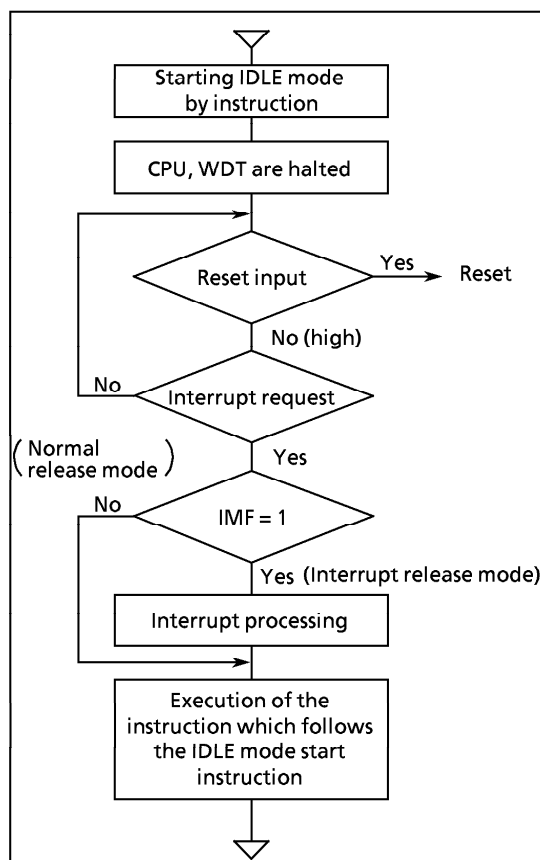 Starting IDLE mode
by instruction
CPU, WDT are halted
Reset input
Yes
Reset
No (high)
No
Interrupt request
(Normal
release mode)
Yes
No
IMF = 1
Yes (Interrupt release mode)
Interrupt processing
Execution of the
instruction which follows
the IDLE mode start
instruction